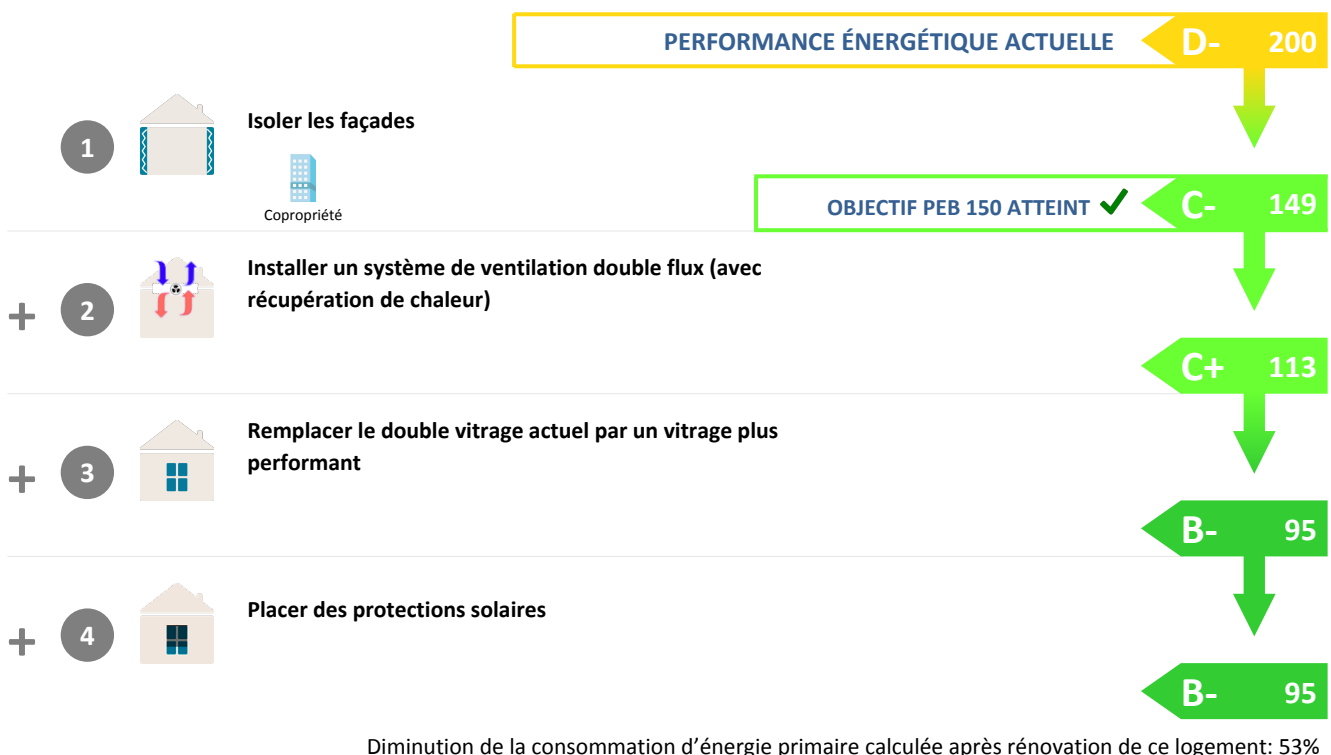 PERFORMANCE ÉNERGÉTIQUE ACTUELLE
D- 200
1
Isoler les façades
Copropriété
OBJECTIF PEB 150 ATTEINT
C- 149
+ 2
Installer un système de ventilation double flux (avec
récupération de chaleur)
C+ 113
+ 3
Remplacer le double vitrage actuel par un vitrage plus
performant
B- 95
+ 4
Placer des protections solaires
B- 95
Diminution de la consommation d’énergie primaire calculée après rénovation de ce logement: 53%